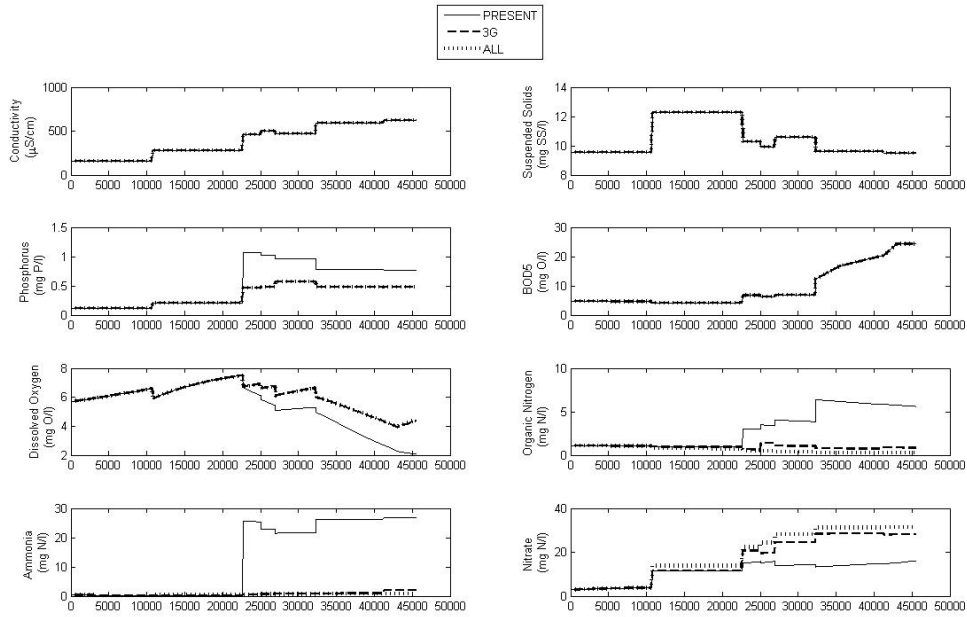 PRESENT
3G
ALL
Conductivity
(μS/cm)
1000
500
0
0 5000 10000 15000 20000 25000 30000 35000 40000 45000 50000
Suspended Solids
(mg SS/l)
14
12
10
8
0 5000 10000 15000 20000 25000 30000 35000 40000 45000 50000
Phosphorus
(mg P/l)
1.5
1
0.5
0
0 5000 10000 15000 20000 25000 30000 35000 40000 45000 50000
BOD5
(mg O/l)
30
20
10
0
0 5000 10000 15000 20000 25000 30000 35000 40000 45000 50000
Dissolved Oxygen
(mg O/l)
8
6
4
2
0 5000 10000 15000 20000 25000 30000 35000 40000 45000 50000
Organic Nitrogen
(mg N/l)
10
5
0
0 5000 10000 15000 20000 25000 30000 35000 40000 45000 50000
Ammonia
(mg N/l)
30
20
10
0
0 5000 10000 15000 20000 25000 30000 35000 40000 45000 50000
Nitrate
(mg N/l)
40
20
0
0 5000 10000 15000 20000 25000 30000 35000 40000 45000 50000